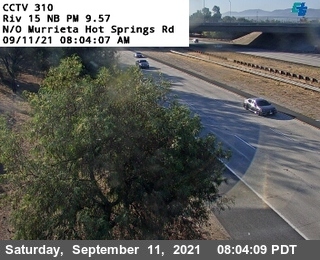 CCTV 310
Riv 15 NB PM 9.57
N/O Murrieta Hot Springs Rd
09/11/21 08:04:07 AM
Saturday, September 11, 2021 08:04:09 PDT